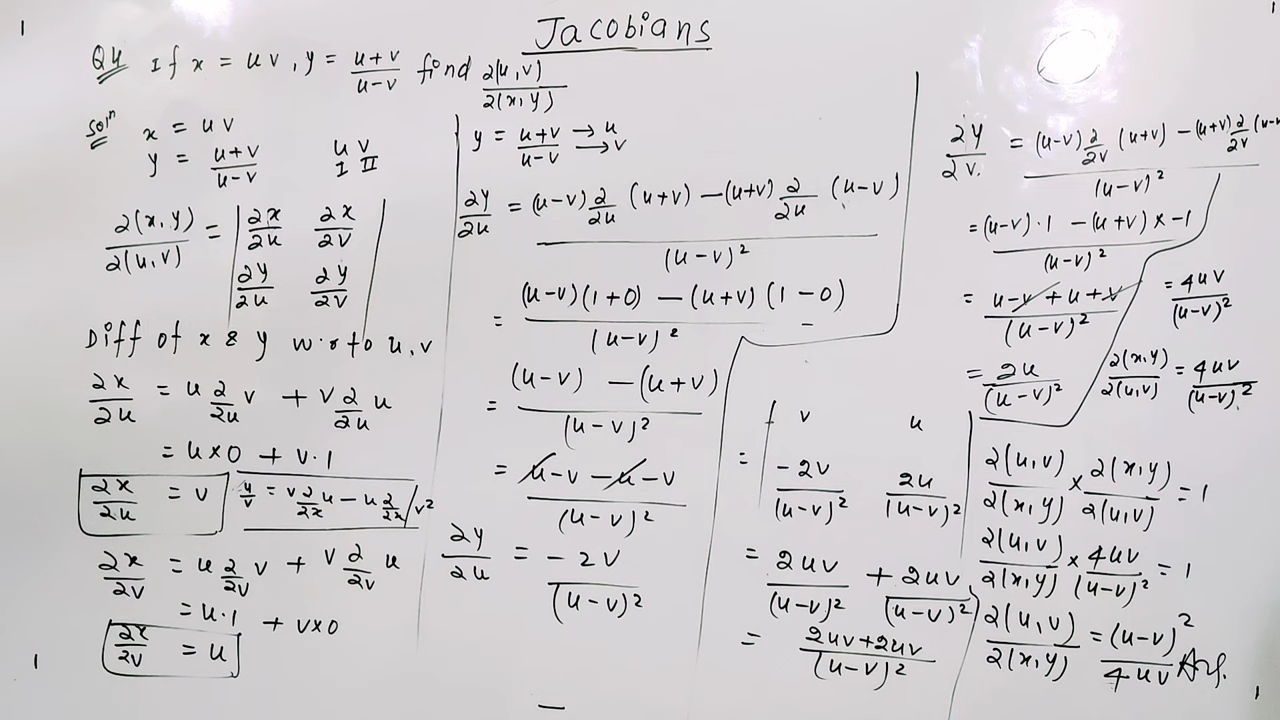 Jacobians
Q4 If x = uv, y = (u+v)/(u-v) find ∂(u,v)/∂(x,y)
Soln x = uv
y = (u+v)/(u-v)
u v
I II
∂(x,y)/∂(u,v) = | ∂x/∂u ∂x/∂v |
| ∂y/∂u ∂y/∂v |
Diff of x & y w.r.to u,v
∂x/∂u = u ∂/∂u v + v ∂/∂u u
= u×0 + v·1
∂x/∂u = v
u/v = v ∂/∂x u - u ∂/∂x / v²
∂x/∂v = u ∂/∂v v + v ∂/∂v u
= u·1 + v×0
∂x/∂v = u
y = (u+v)/(u-v) → u → v
∂y/∂u = (u-v) ∂/∂u (u+v) - (u+v) ∂/∂u (u-v) / (u-v)²
= (u-v)(1+0) - (u+v)(1-0) / (u-v)²
= (u-v) - (u+v) / (u-v)²
= u-v-u-v / (u-v)²
∂y/∂u = -2v/(u-v)²
∂y/∂v. = (u-v) ∂/∂v (u+v) - (u+v) ∂/∂v (u-v / (u-v)²
= (u-v)·1 - (u+v)×-1 / (u-v)²
= u-v+u+v / (u-v)²
= 2u/(u-v)²
= | v u |
| -2v/(u-v)² 2u/(u-v)² |
= 2uv/(u-v)² + 2uv/(u-v)²
= 2uv+2uv / (u-v)²
= 4uv/(u-v)²
∂(x,y)/∂(u,v) = 4uv/(u-v)²
∂(u,v)/∂(x,y) × ∂(x,y)/∂(u,v) = 1
∂(u,v)/∂(x,y) × 4uv/(u-v)² = 1
∂(u,v)/∂(x,y) = (u-v)²/4uv Ans.